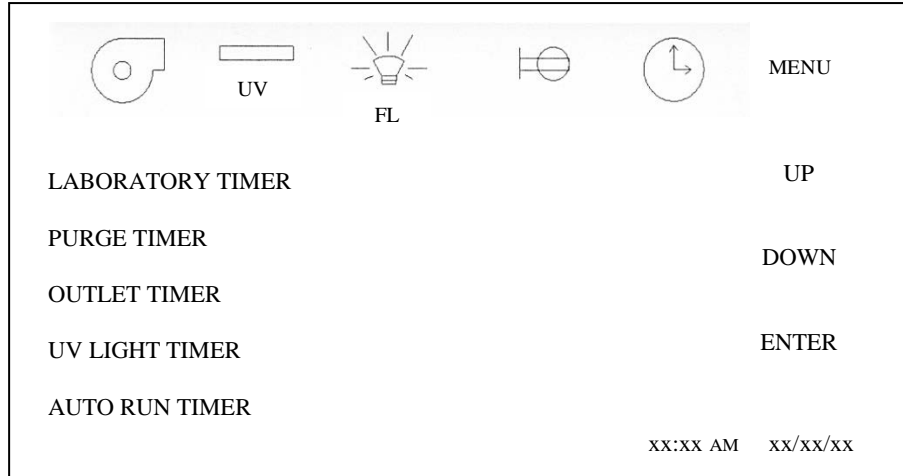 MENU
UV
FL
UP
LABORATORY TIMER
PURGE TIMER
DOWN
OUTLET TIMER
ENTER
UV LIGHT TIMER
AUTO RUN TIMER
xx:xx AM xx/xx/xx